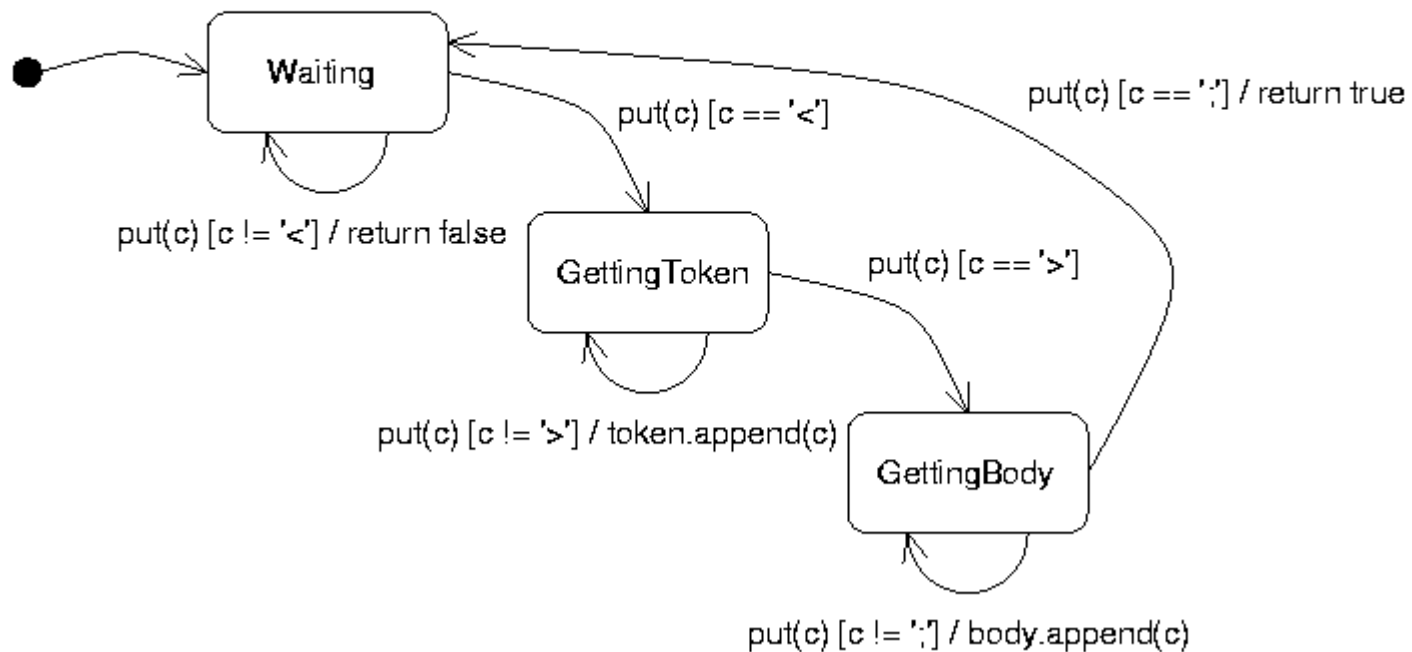 Waiting
put(c) [c == ';'] / return true
put(c) [c == '<']
put(c) [c != '<'] / return false
GettingToken
put(c) [c == '>']
put(c) [c != '>'] / token.append(c)
GettingBody
put(c) [c != ';'] / body.append(c)